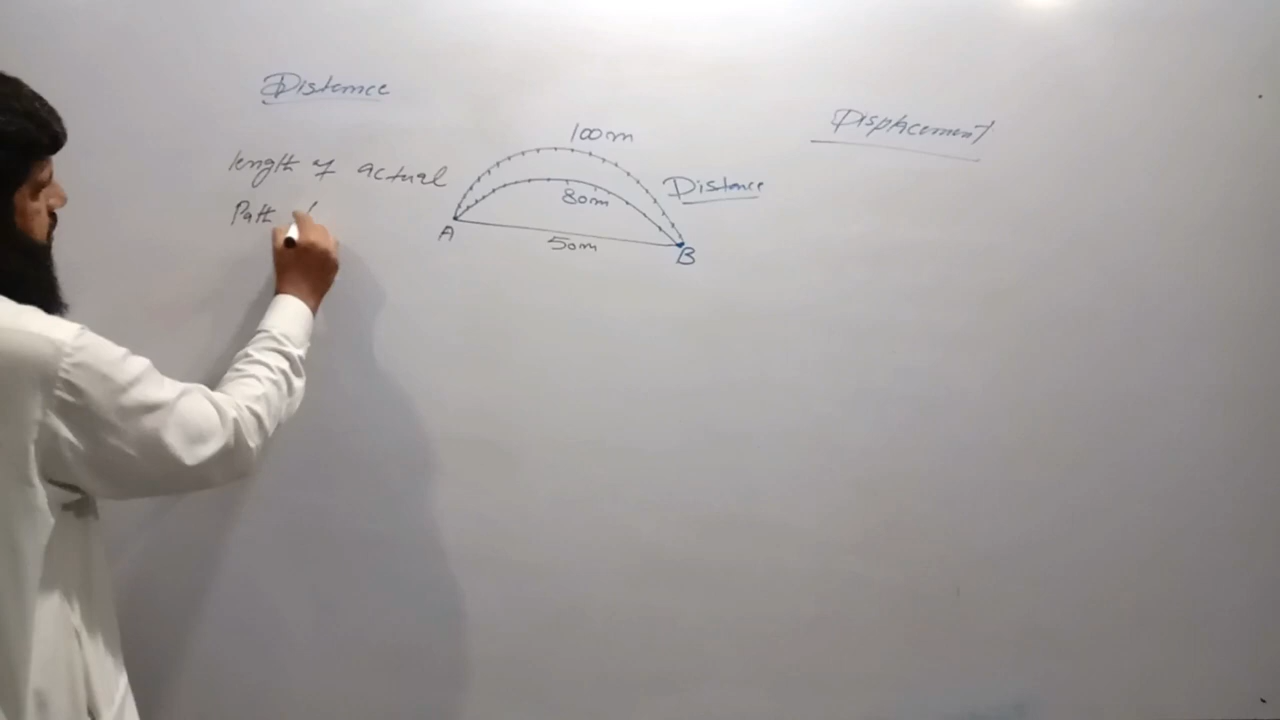 Distance
Displacement
length of actual
Path
100m
80m
50m
Distance
A
B